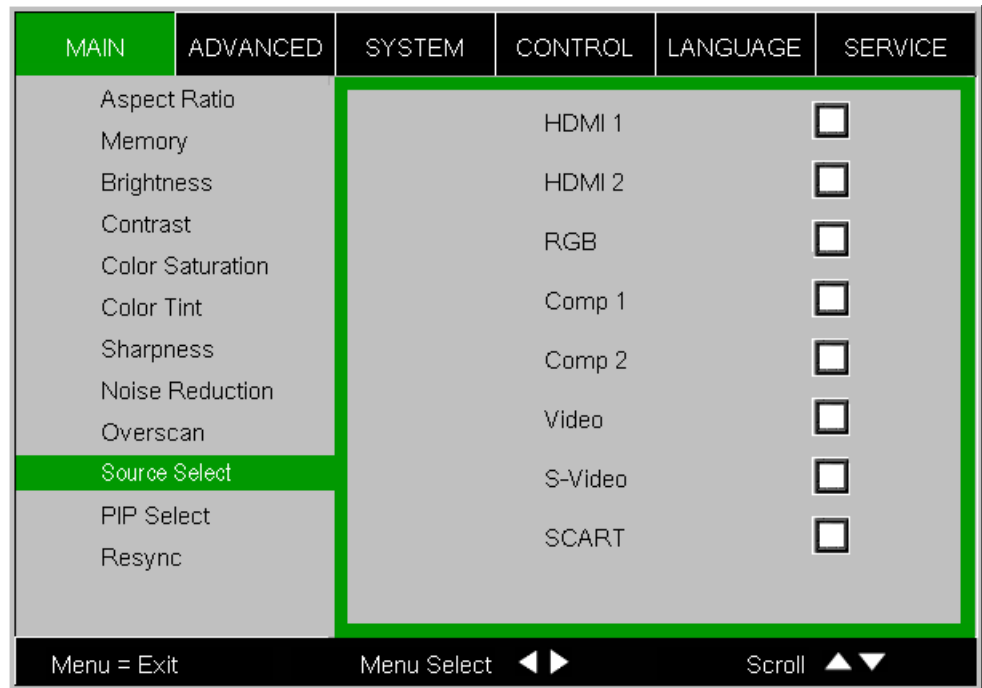 MAIN ADVANCED SYSTEM CONTROL LANGUAGE SERVICE
Aspect Ratio
Memory
Brightness
Contrast
Color Saturation
Color Tint
Sharpness
Noise Reduction
Overscan
Source Select
PIP Select
Resync
HDMI 1
HDMI 2
RGB
Comp 1
Comp 2
Video
S-Video
SCART
Menu = Exit Menu Select Scroll